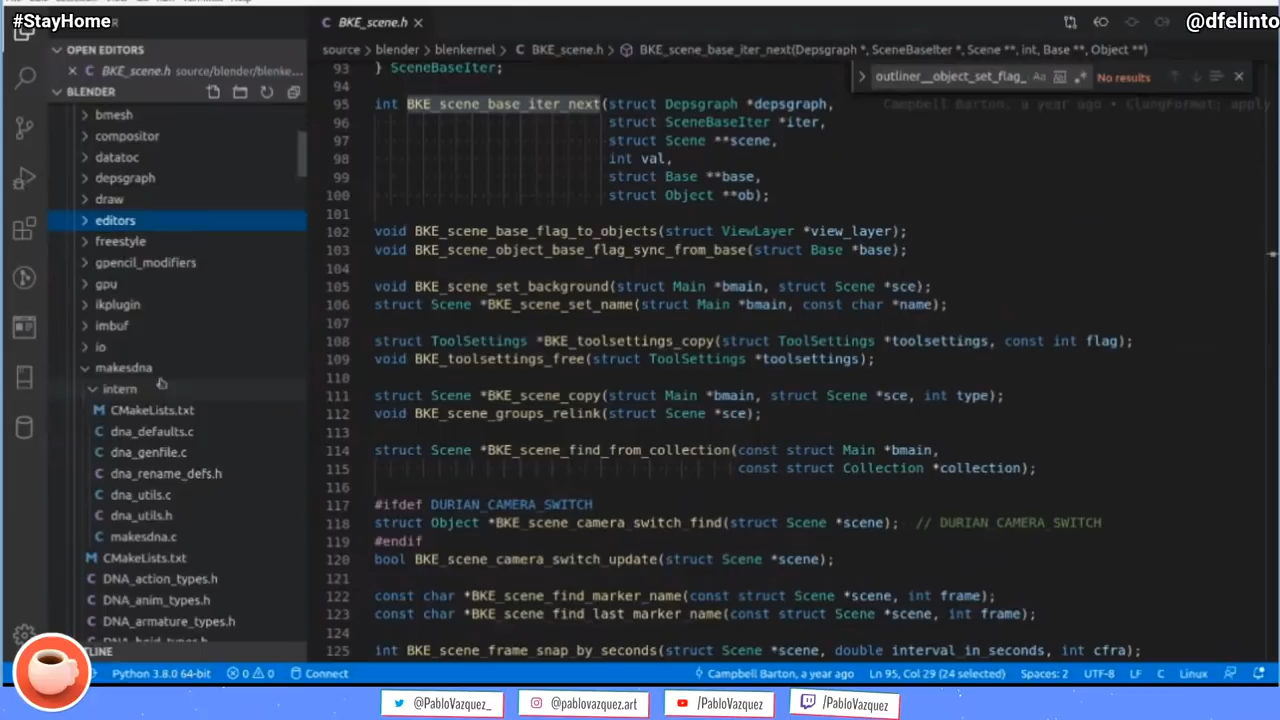 #StayHome
@dfelinto
OPEN EDITORS
BKE_scene.h source/blender/blenke...
BLENDER
bmesh
compositor
datatoc
depsgraph
draw
editors
freestyle
gpencil_modifiers
gpu
ikplugin
imbuf
io
makesdna
intern
CMakeLists.txt
dna_defaults.c
dna_genfile.c
dna_rename_defs.h
dna_utils.c
dna_utils.h
makesdna.c
CMakeLists.txt
DNA_action_types.h
DNA_anim_types.h
DNA_armature_types.h
BKE_scene.h
source > blender > blenkernel > BKE_scene.h > BKE_scene_base_iter_next(Depsgraph *, SceneBaseIter *, Scene **, int, Base **, Object **)
outliner__object_set_flag_ Aa No results
93 } SceneBaseIter;
94
95 int BKE_scene_base_iter_next(struct Depsgraph *depsgraph, Campbell Barton, a year ago • ClangFormat: apply
96 struct SceneBaseIter *iter,
97 struct Scene **scene,
98 int val,
99 struct Base **base,
100 struct Object **ob);
101
102 void BKE_scene_base_flag_to_objects(struct ViewLayer *view_layer);
103 void BKE_scene_object_base_flag_sync_from_base(struct Base *base);
104
105 void BKE_scene_set_background(struct Main *bmain, struct Scene *sce);
106 struct Scene *BKE_scene_set_name(struct Main *bmain, const char *name);
107
108 struct ToolSettings *BKE_toolsettings_copy(struct ToolSettings *toolsettings, const int flag);
109 void BKE_toolsettings_free(struct ToolSettings *toolsettings);
110
111 struct Scene *BKE_scene_copy(struct Main *bmain, struct Scene *sce, int type);
112 void BKE_scene_groups_relink(struct Scene *sce);
113
114 struct Scene *BKE_scene_find_from_collection(const struct Main *bmain,
115 const struct Collection *collection);
116
117 #ifdef DURIAN_CAMERA_SWITCH
118 struct Object *BKE_scene_camera_switch_find(struct Scene *scene); // DURIAN CAMERA SWITCH
119 #endif
120 bool BKE_scene_camera_switch_update(struct Scene *scene);
121
122 const char *BKE_scene_find_marker_name(const struct Scene *scene, int frame);
123 const char *BKE_scene_find_last_marker_name(const struct Scene *scene, int frame);
124
125 int BKE_scene_frame_snap_by_seconds(struct Scene *scene, double interval_in_seconds, int cfra);
Python 3.8.0 64-bit 0 0 Connect Campbell Barton, a year ago Ln 95, Col 29 (24 selected) Spaces: 2 UTF-8 LF C Linux
@PabloVazquez_ @pablovazquez.art /PabloVazquez /PabloVazquez